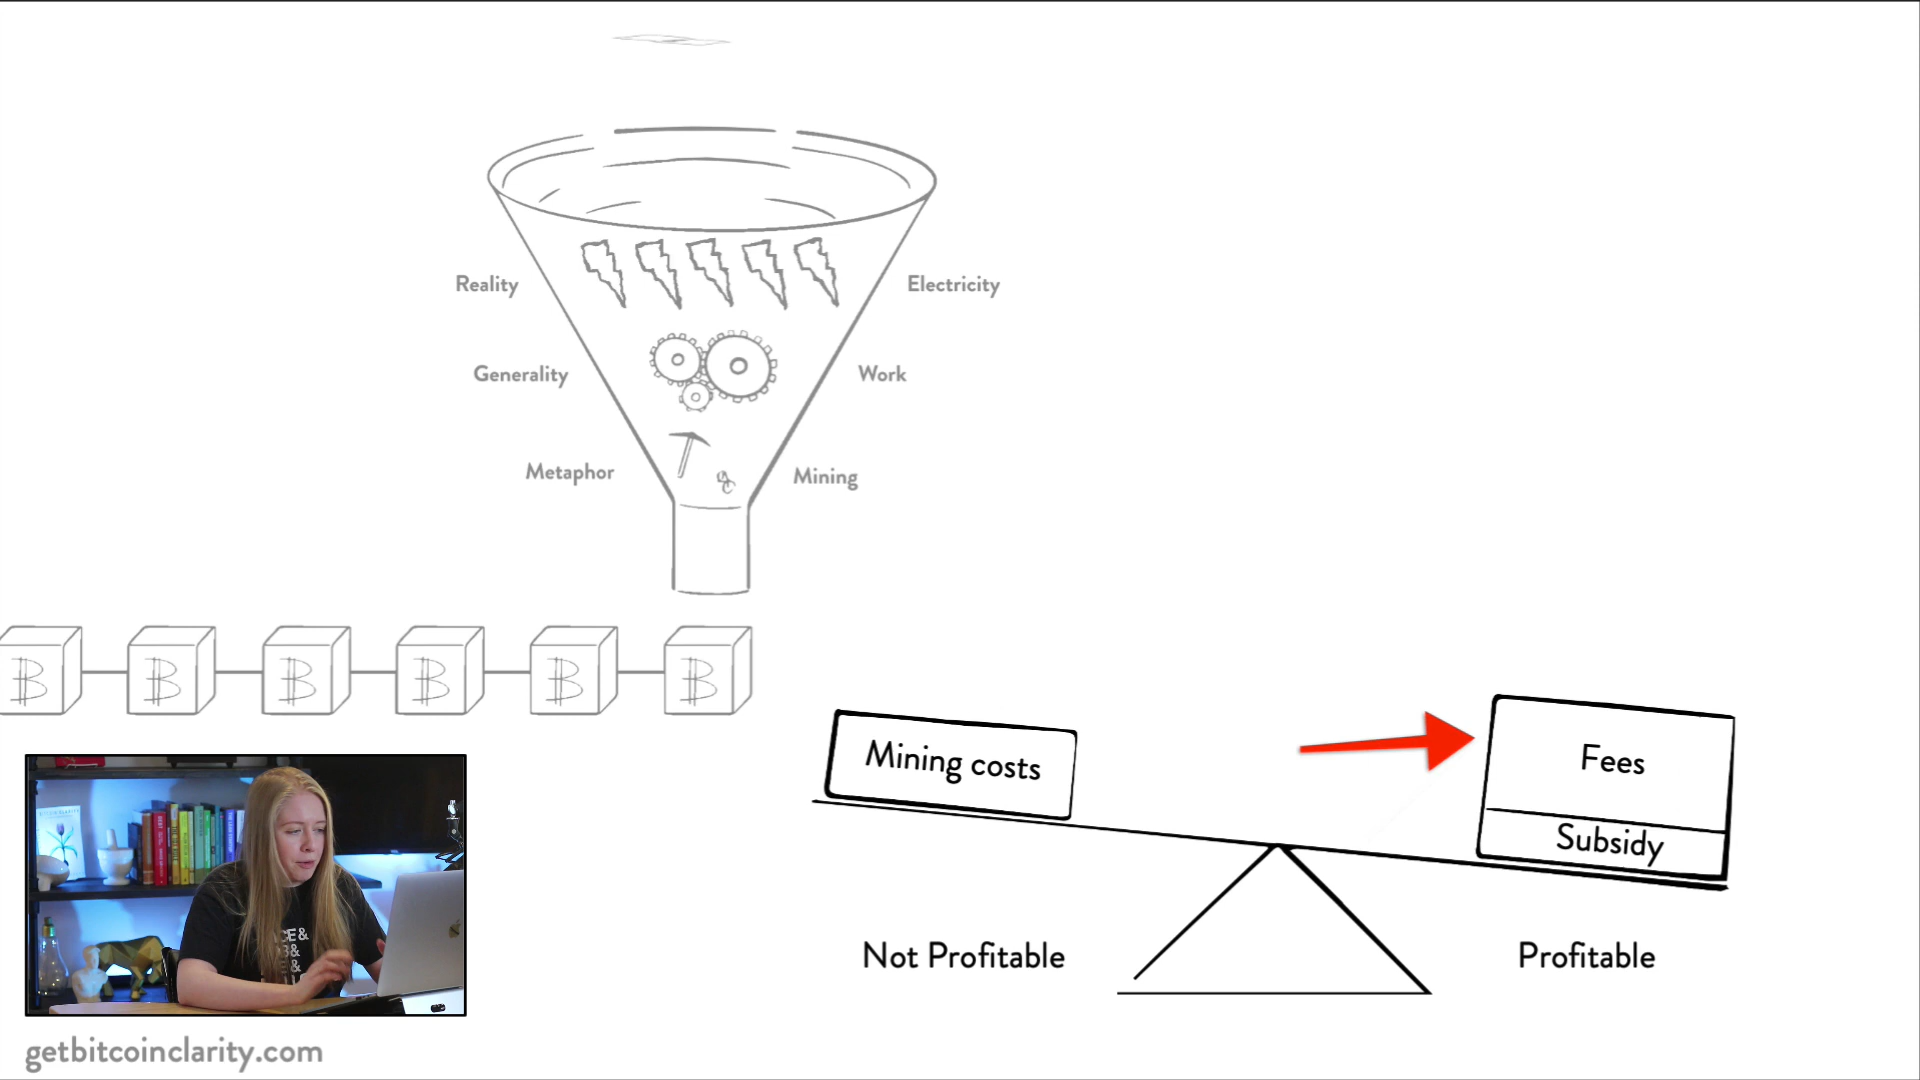 Reality
Electricity
Generality
Work
Metaphor
Mining
B
B
B
B
B
B
Mining costs
Fees
Subsidy
Not Profitable
Profitable
getbitcoinclarity.com